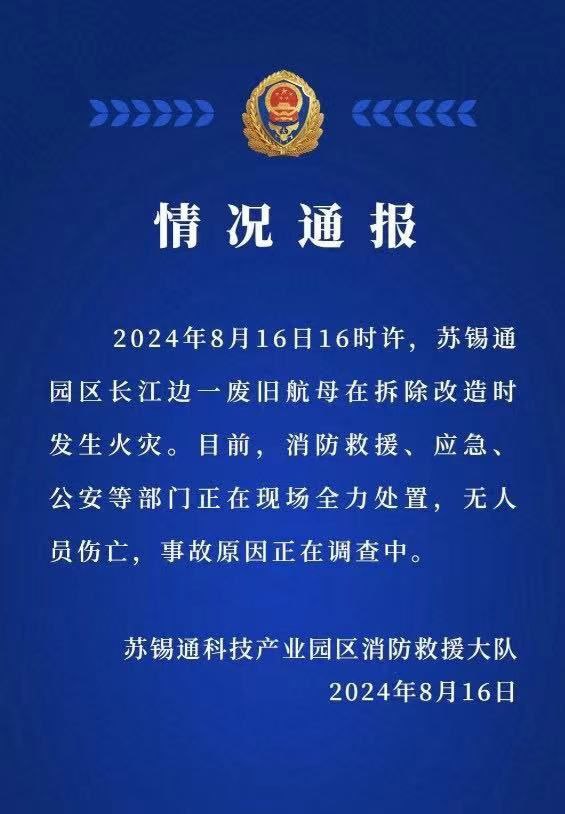 情况通报
2024年8月16日16时许，苏锡通
园区长江边一废旧航母在拆除改造时
发生火灾。目前，消防救援、应急、
公安等部门正在现场全力处置，无人
员伤亡，事故原因正在调查中。
苏锡通科技产业园区消防救援大队
2024年8月16日